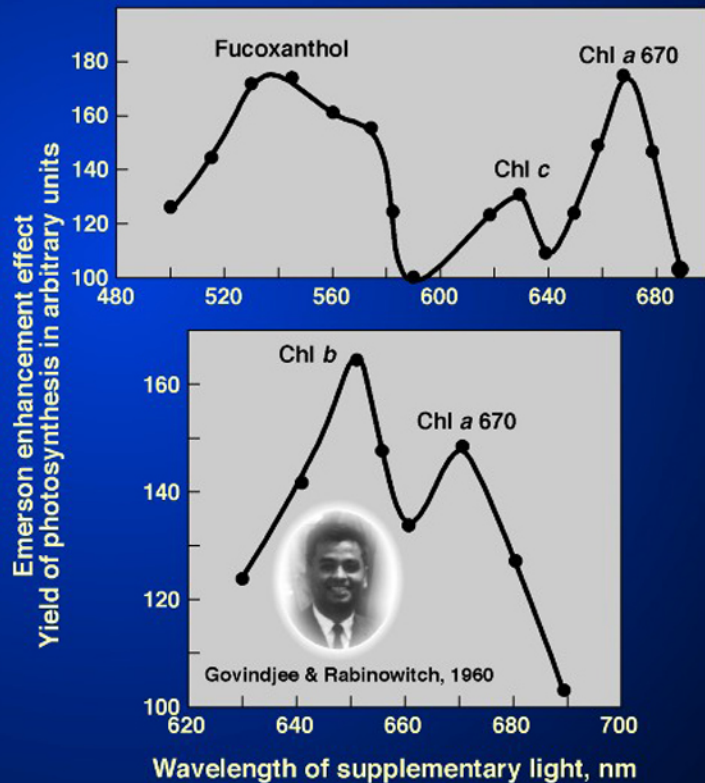 Emerson enhancement effect
Yield of photosynthesis in arbitrary units
180
160
140
120
100
Fucoxanthol
Chl c
Chl a 670
480
520
560
600
640
680
160
140
120
100
Chl b
Chl a 670
Govindjee & Rabinowitch, 1960
620
640
660
680
700
Wavelength of supplementary light, nm